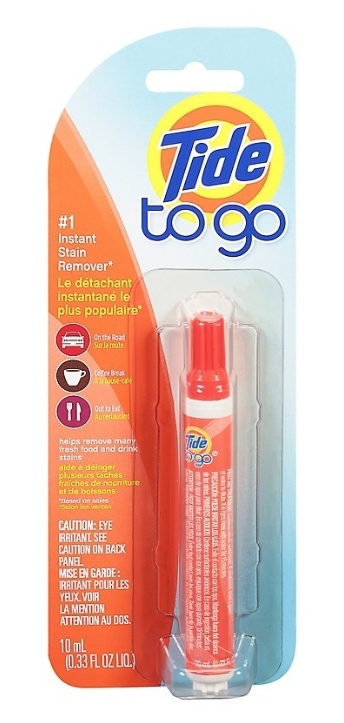 Tide
to go
#1
Instant
Stain
Remover*
Le détachant
instantané le
plus populaire*
On the Road
Sur la route
Coffee Break
À la pause-café
Out to Eat
Au restaurant
helps remove many
fresh food and drink
stains
aide à déloger
plusieurs taches
fraîches de nourriture
et de boissons
*Based on sales
*Selon les ventes
CAUTION: EYE
IRRITANT. SEE
CAUTION ON BACK
PANEL.
MISE EN GARDE :
IRRITANT POUR LES
YEUX. VOIR
LA MENTION
ATTENTION AU DOS.
10 mL
(0.33 FL OZ LIQ.)
Tide
to go®